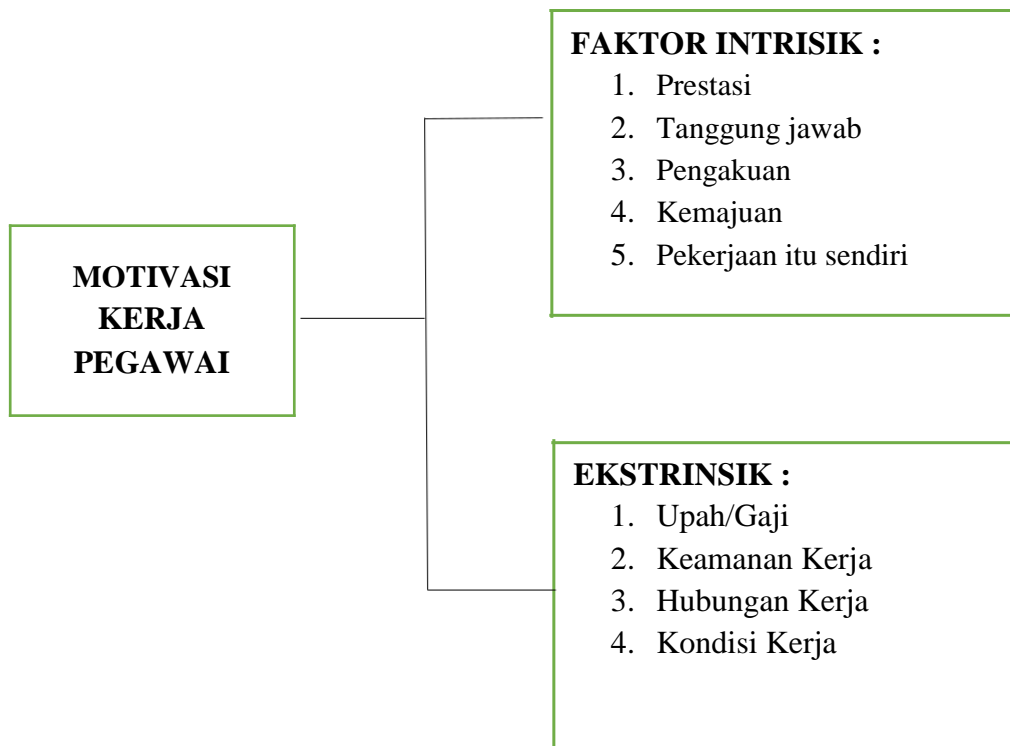 FAKTOR INTRISIK :
1. Prestasi
2. Tanggung jawab
3. Pengakuan
4. Kemajuan
5. Pekerjaan itu sendiri
MOTIVASI
KERJA
PEGAWAI
EKSTRINSIK :
1. Upah/Gaji
2. Keamanan Kerja
3. Hubungan Kerja
4. Kondisi Kerja